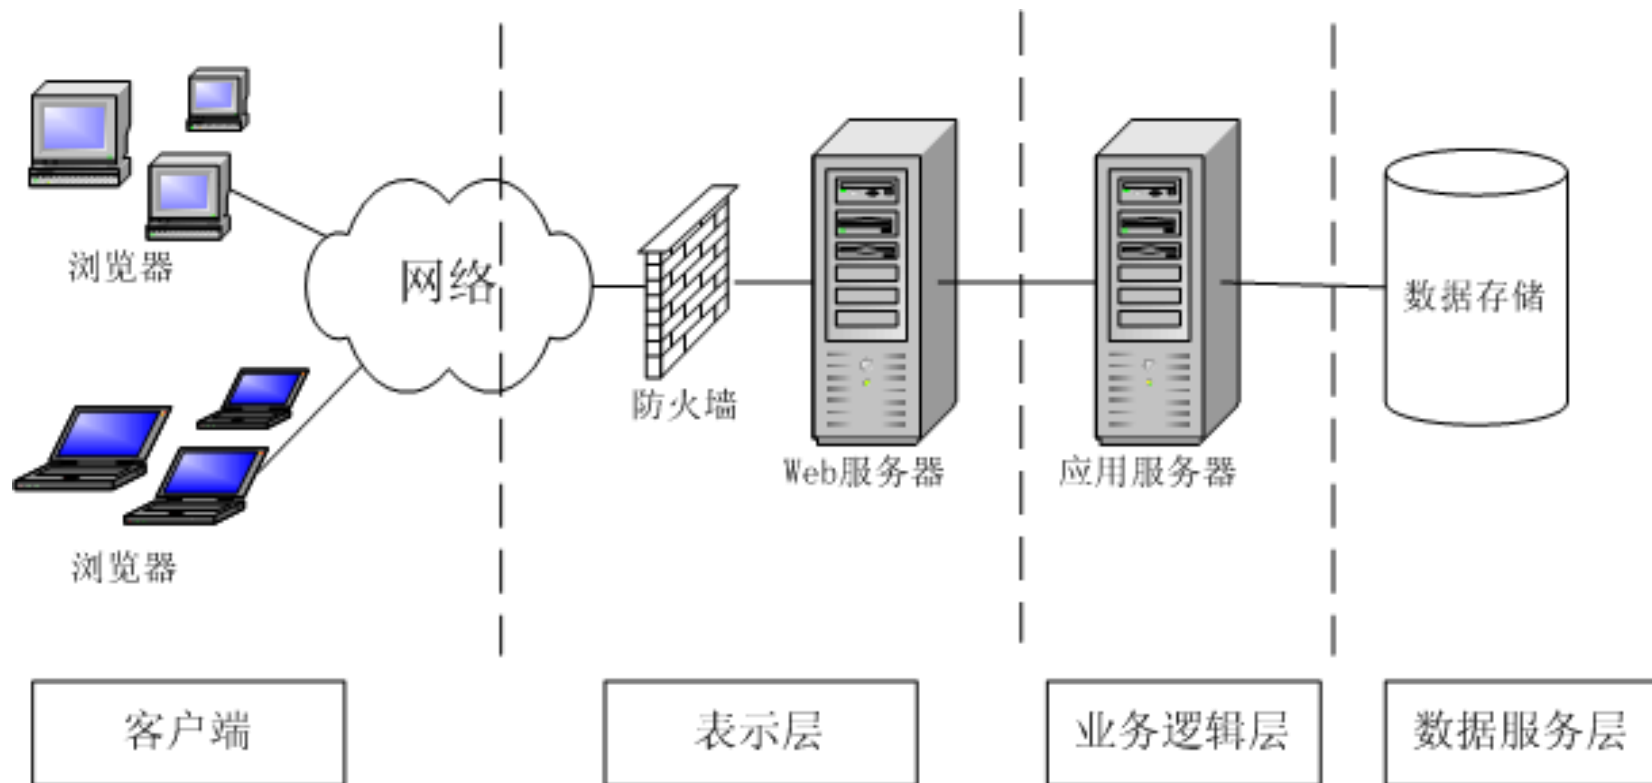 浏览器
网络
防火墙
Web服务器
应用服务器
数据存储
浏览器
客户端
表示层
业务逻辑层
数据服务层